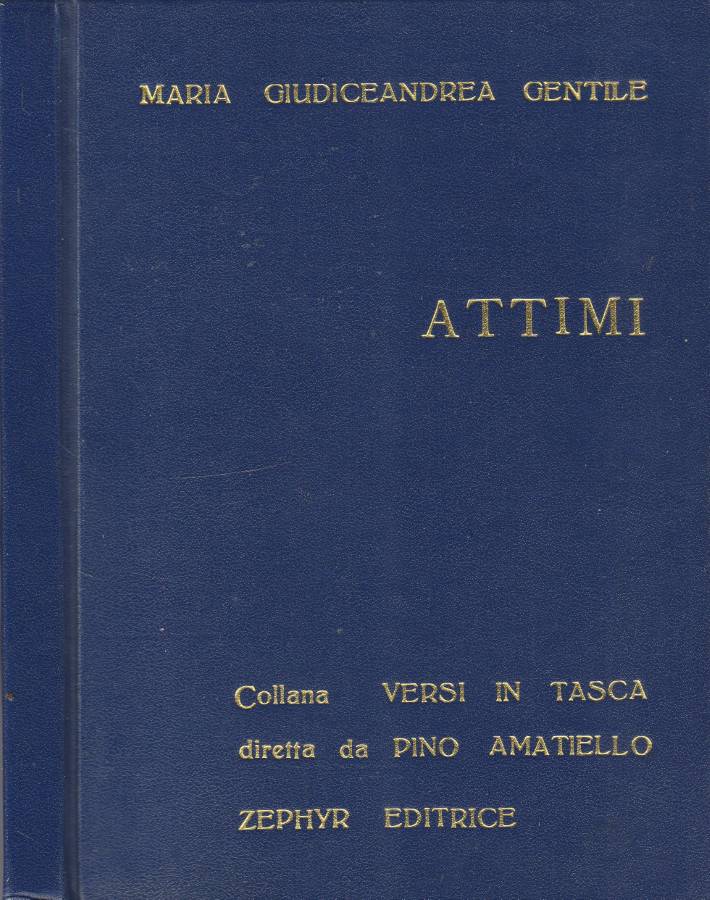 MARIA GIUDICEANDREA GENTILE
ATTIMI
Collana VERSI IN TASCA
diretta da PINO AMATIELLO
ZEPHYR EDITRICE